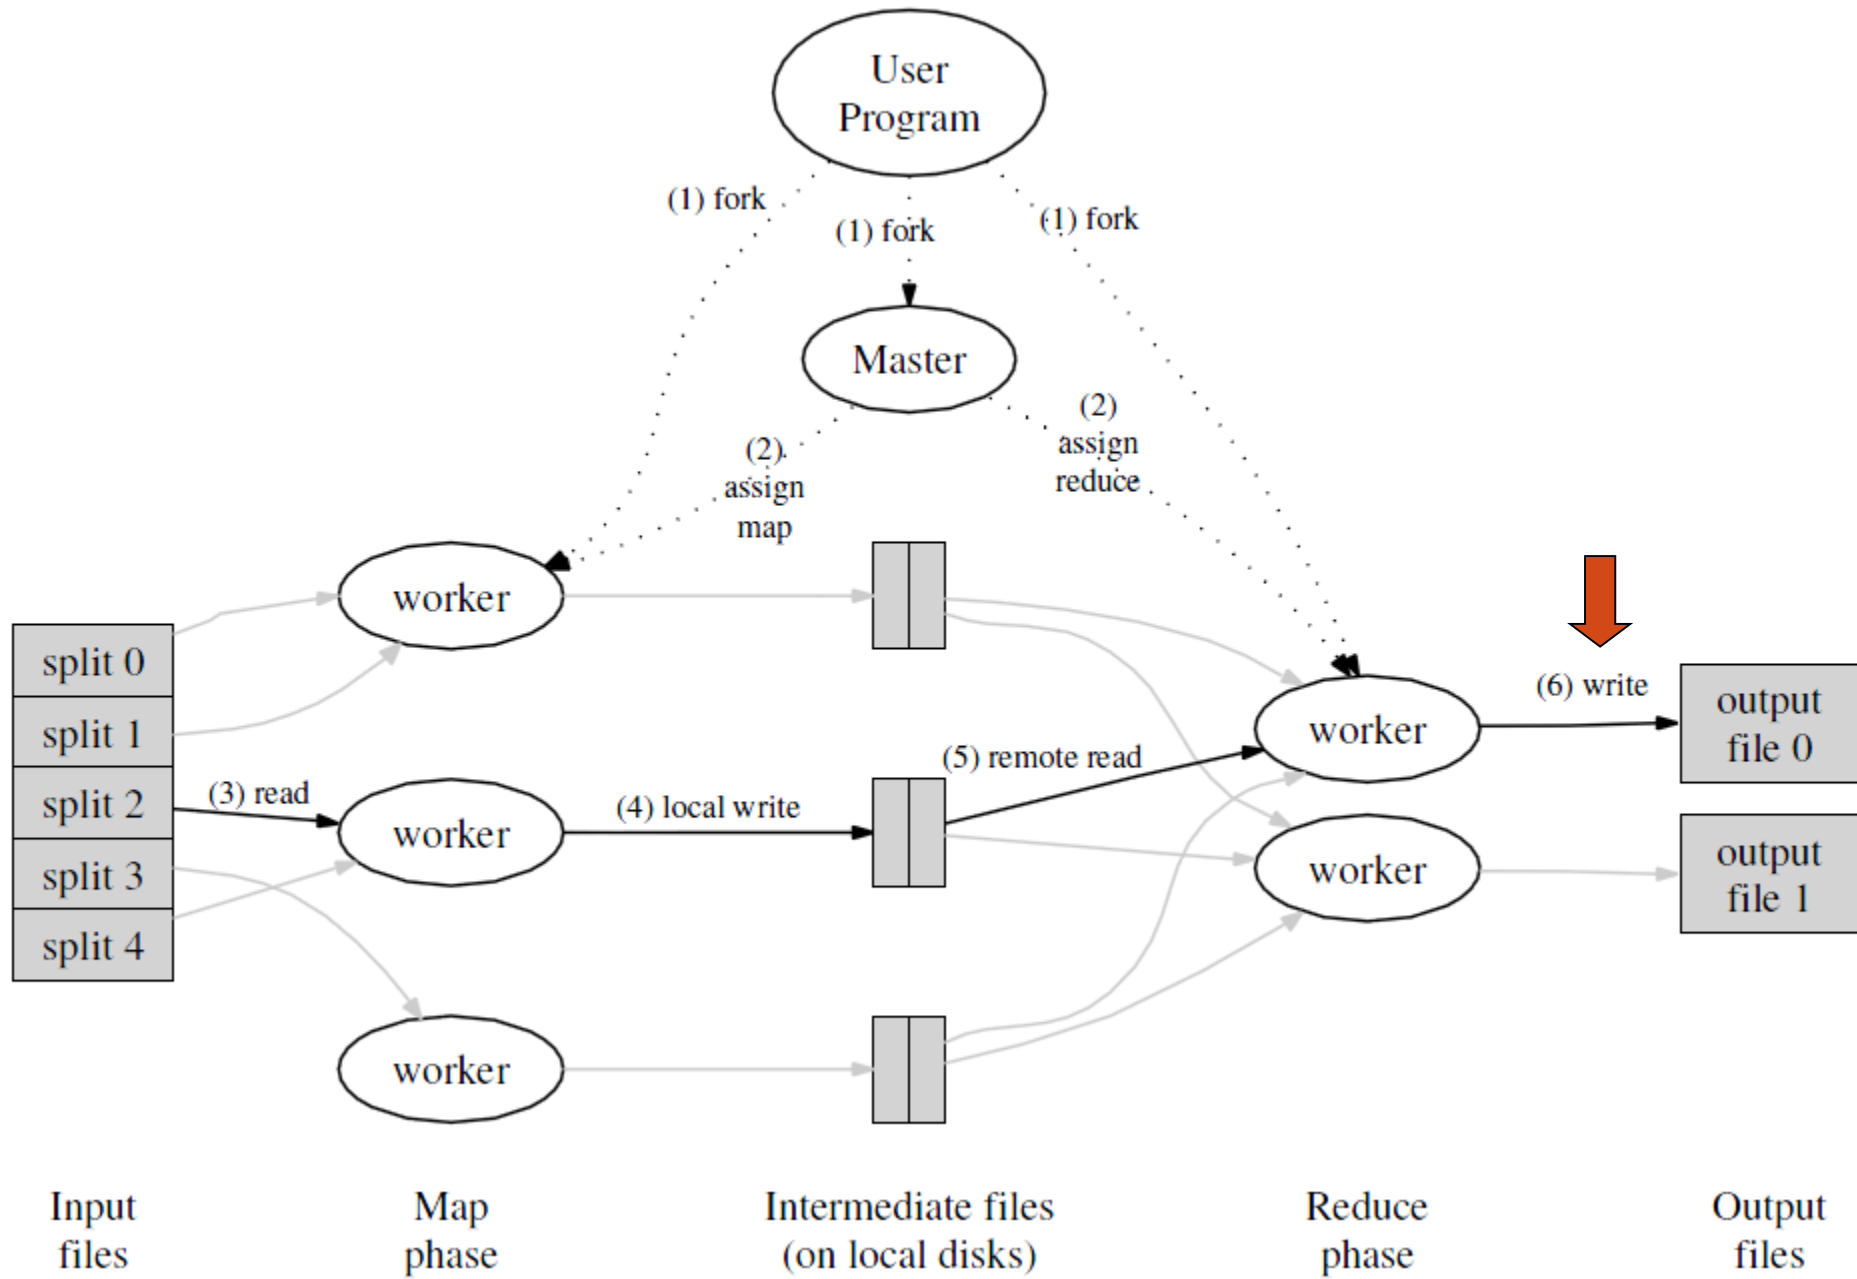 User
Program
(1) fork
(1) fork
(1) fork
Master
(2)
assign
map
(2)
assign
reduce
split 0
split 1
split 2
split 3
split 4
(3) read
worker
worker
worker
(4) local write
(5) remote read
worker
worker
(6) write
output
file 0
output
file 1
Input
files
Map
phase
Intermediate files
(on local disks)
Reduce
phase
Output
files